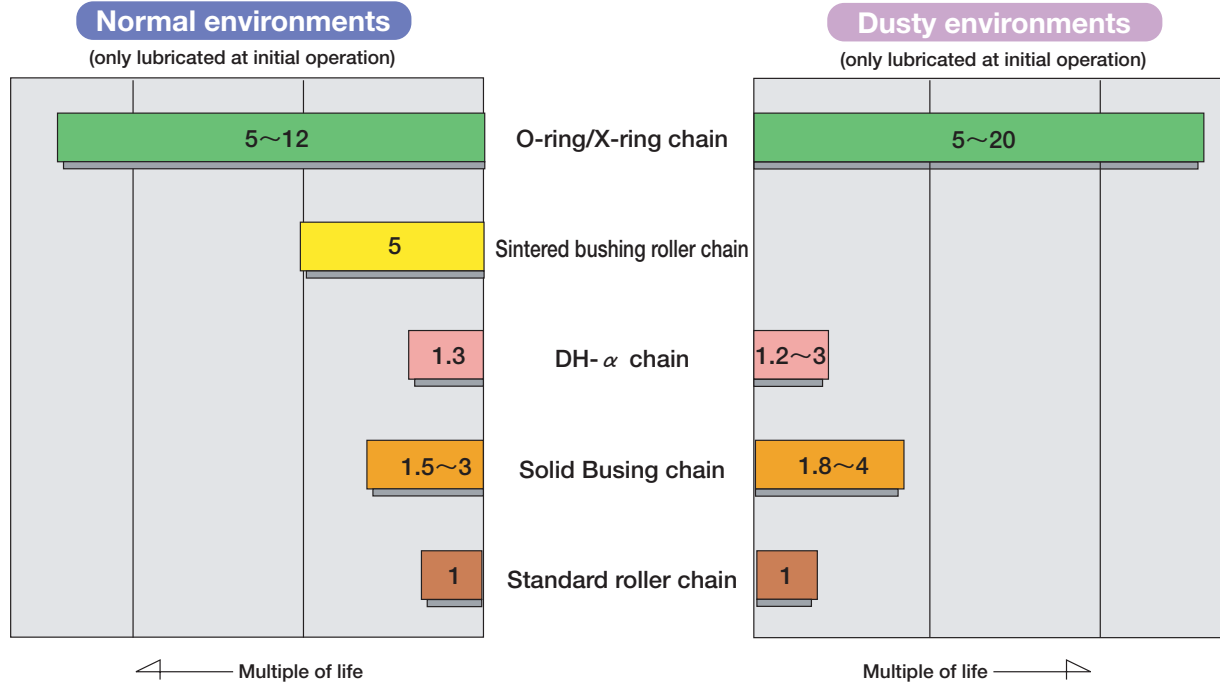 Normal environments
(only lubricated at initial operation)
Dusty environments
(only lubricated at initial operation)
5～12
O-ring/X-ring chain
5～20
5
Sintered bushing roller chain
1.3
DH-α chain
1.2～3
1.5～3
Solid Busing chain
1.8～4
1
Standard roller chain
1
Multiple of life
Multiple of life